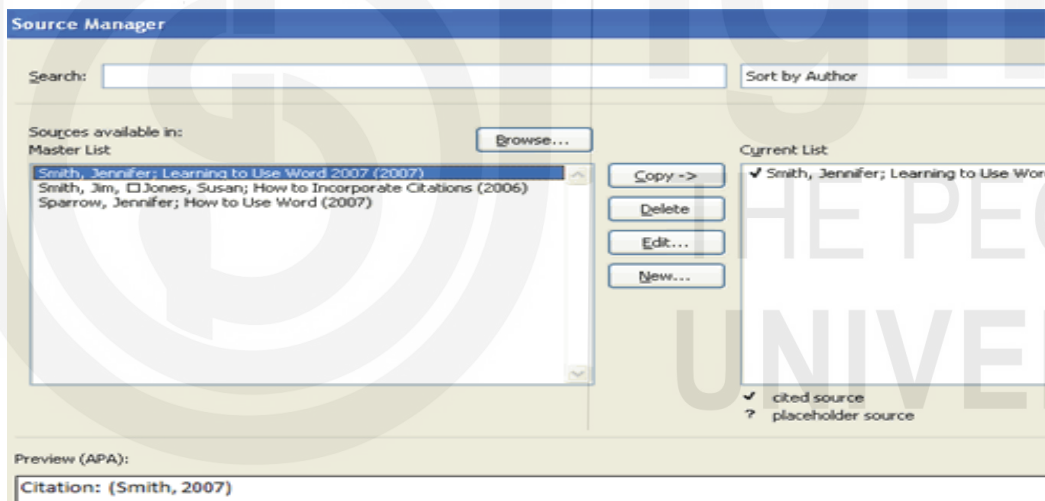 Source Manager
Search:
Sort by Author
Sources available in:
Master List
Browse...
Current List
Smith, Jennifer; Learning to Use Word 2007 (2007)
Smith, Jim, □Jones, Susan; How to Incorporate Citations (2006)
Sparrow, Jennifer; How to Use Word (2007)
Copy ->
Delete
Edit...
New...
✔ Smith, Jennifer; Learning to Use Wor
✔ cited source
? placeholder source
Preview (APA):
Citation: (Smith, 2007)
THE PE
UNIVE